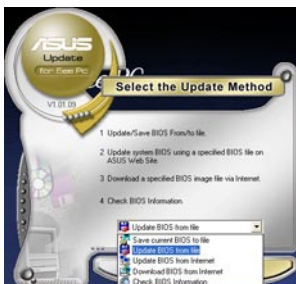 ASUS
Update
for Eee PC
Select the Update Method
V1.01.09
1 Update/Save BIOS From/to file.
2 Update system BIOS using a specified BIOS file on
ASUS Web Site.
3 Download a specified BIOS image file via Internet.
4 Check BIOS Information.
Update BIOS from file
Save current BIOS to file
Update BIOS from file
Update BIOS from Internet
Download BIOS from Internet
Check BIOS Information